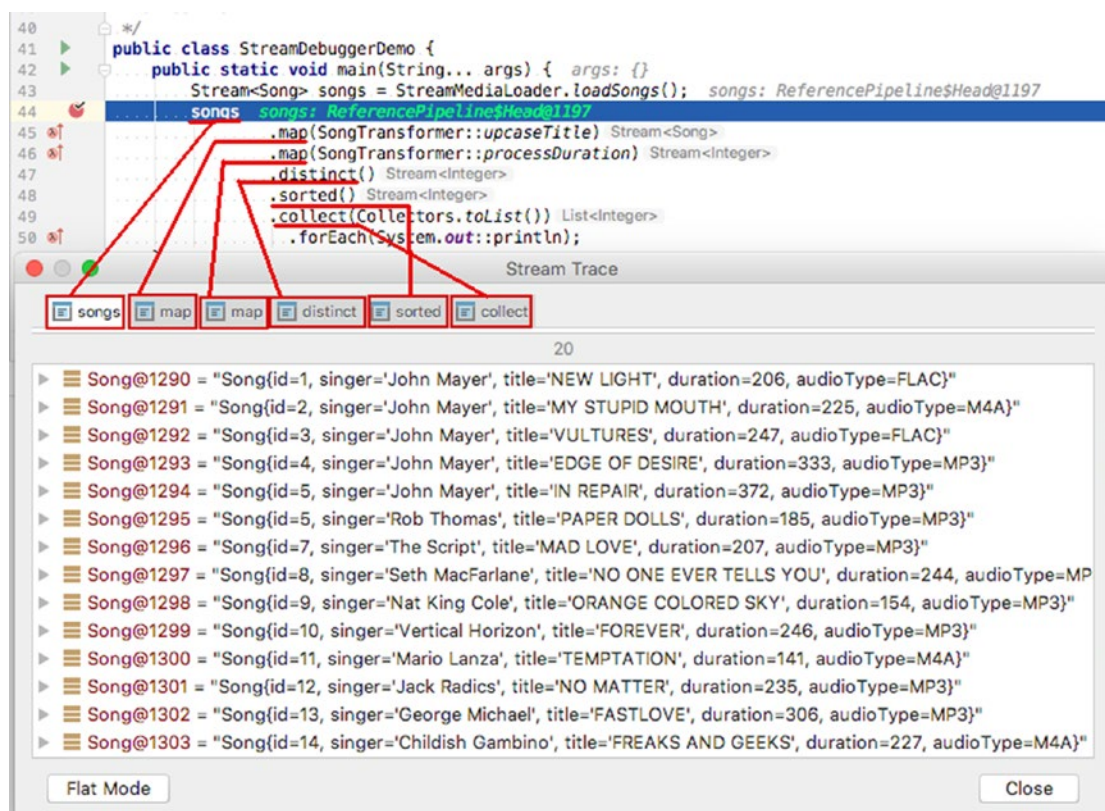 40 */
41 public class StreamDebuggerDemo {
42 public static void main(String... args) { args: {}
43 Stream<Song> songs = StreamMediaLoader.loadSongs(); songs: ReferencePipeline$Head@1197
44 songs songs: ReferencePipeline$Head@1197
45 .map(SongTransformer::upcaseTitle) Stream<Song>
46 .map(SongTransformer::processDuration) Stream<Integer>
47 .distinct() Stream<Integer>
48 .sorted() Stream<Integer>
49 .collect(Collectors.toList()) List<Integer>
50 .forEach(System.out::println);
Stream Trace
songs map map distinct sorted collect
20
Song@1290 = "Song{id=1, singer='John Mayer', title='NEW LIGHT', duration=206, audioType=FLAC}"
Song@1291 = "Song{id=2, singer='John Mayer', title='MY STUPID MOUTH', duration=225, audioType=M4A}"
Song@1292 = "Song{id=3, singer='John Mayer', title='VULTURES', duration=247, audioType=FLAC}"
Song@1293 = "Song{id=4, singer='John Mayer', title='EDGE OF DESIRE', duration=333, audioType=MP3}"
Song@1294 = "Song{id=5, singer='John Mayer', title='IN REPAIR', duration=372, audioType=MP3}"
Song@1295 = "Song{id=5, singer='Rob Thomas', title='PAPER DOLLS', duration=185, audioType=MP3}"
Song@1296 = "Song{id=7, singer='The Script', title='MAD LOVE', duration=207, audioType=MP3}"
Song@1297 = "Song{id=8, singer='Seth MacFarlane', title='NO ONE EVER TELLS YOU', duration=244, audioType=MP
Song@1298 = "Song{id=9, singer='Nat King Cole', title='ORANGE COLORED SKY', duration=154, audioType=MP3}"
Song@1299 = "Song{id=10, singer='Vertical Horizon', title='FOREVER', duration=246, audioType=MP3}"
Song@1300 = "Song{id=11, singer='Mario Lanza', title='TEMPTATION', duration=141, audioType=M4A}"
Song@1301 = "Song{id=12, singer='Jack Radics', title='NO MATTER', duration=235, audioType=MP3}"
Song@1302 = "Song{id=13, singer='George Michael', title='FASTLOVE', duration=306, audioType=MP3}"
Song@1303 = "Song{id=14, singer='Childish Gambino', title='FREAKS AND GEEKS', duration=227, audioType=M4A}"
Flat Mode Close